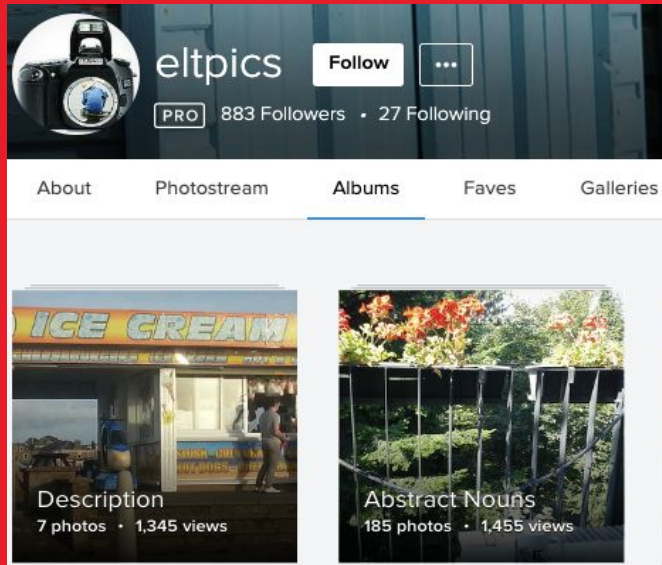 eltpics
Follow
...
PRO 883 Followers • 27 Following
About Photostream Albums Faves Galleries
ICE CREAM
Description
7 photos • 1,345 views
Abstract Nouns
185 photos • 1,455 views